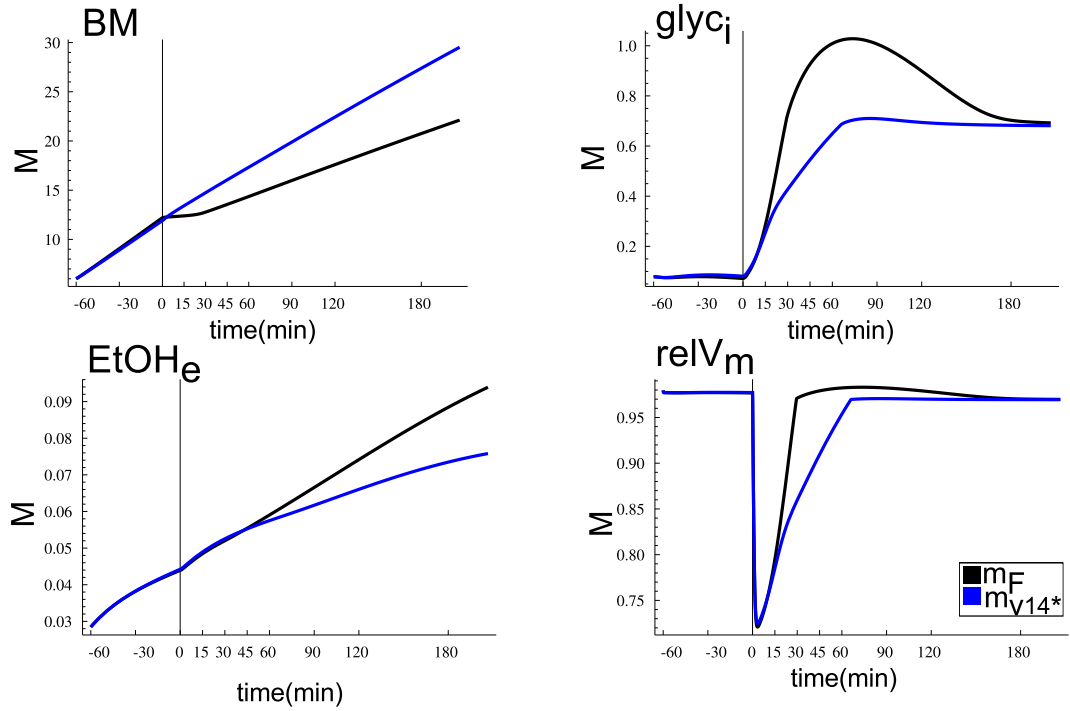 BM
30
25
20
15
10
M
-60 -30 0 15 30 45 60 90 120 180
time(min)
glyc_i
1.0
0.8
0.6
0.4
0.2
M
-60 -30 0 15 30 45 60 90 120 180
time(min)
EtOH_e
0.09
0.08
0.07
0.06
0.05
0.04
0.03
M
-60 -30 0 15 30 45 60 90 120 180
time(min)
relV_m
0.95
0.90
0.85
0.80
0.75
M
-60 -30 0 15 30 45 60 90 120 180
time(min)
m_F
m_v14*